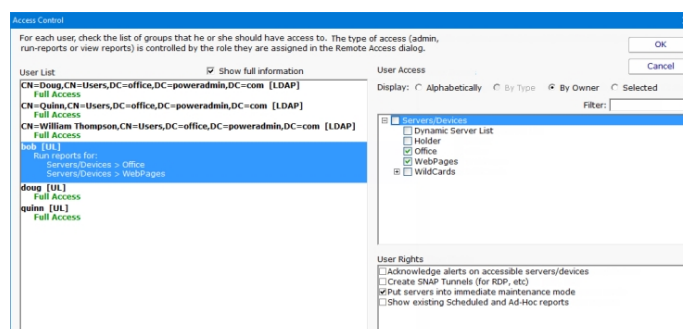 Access Control
For each user, check the list of groups that he or she should have access to. The type of access (admin,
run-reports or view reports) is controlled by the role they are assigned in the Remote Access dialog.
OK
Cancel
User List
Show full information
CN=Doug,CN=Users,DC=office,DC=poweradmin,DC=com [LDAP]
Full Access
CN=Quinn,CN=Users,DC=office,DC=poweradmin,DC=com [LDAP]
Full Access
CN=William Thompson,CN=Users,DC=office,DC=poweradmin,DC=com [LDAP]
Full Access
bob [UL]
Run reports for:
Servers/Devices > Office
Servers/Devices > WebPages
doug [UL]
Full Access
quinn [UL]
Full Access
User Access
Display: Alphabetically By Type By Owner Selected
Filter:
Servers/Devices
Dynamic Server List
Holder
Office
WebPages
WildCards
User Rights
Acknowledge alerts on accessible servers/devices
Create SNAP Tunnels (for RDP, etc)
Put servers into immediate maintenance mode
Show existing Scheduled and Ad-Hoc reports